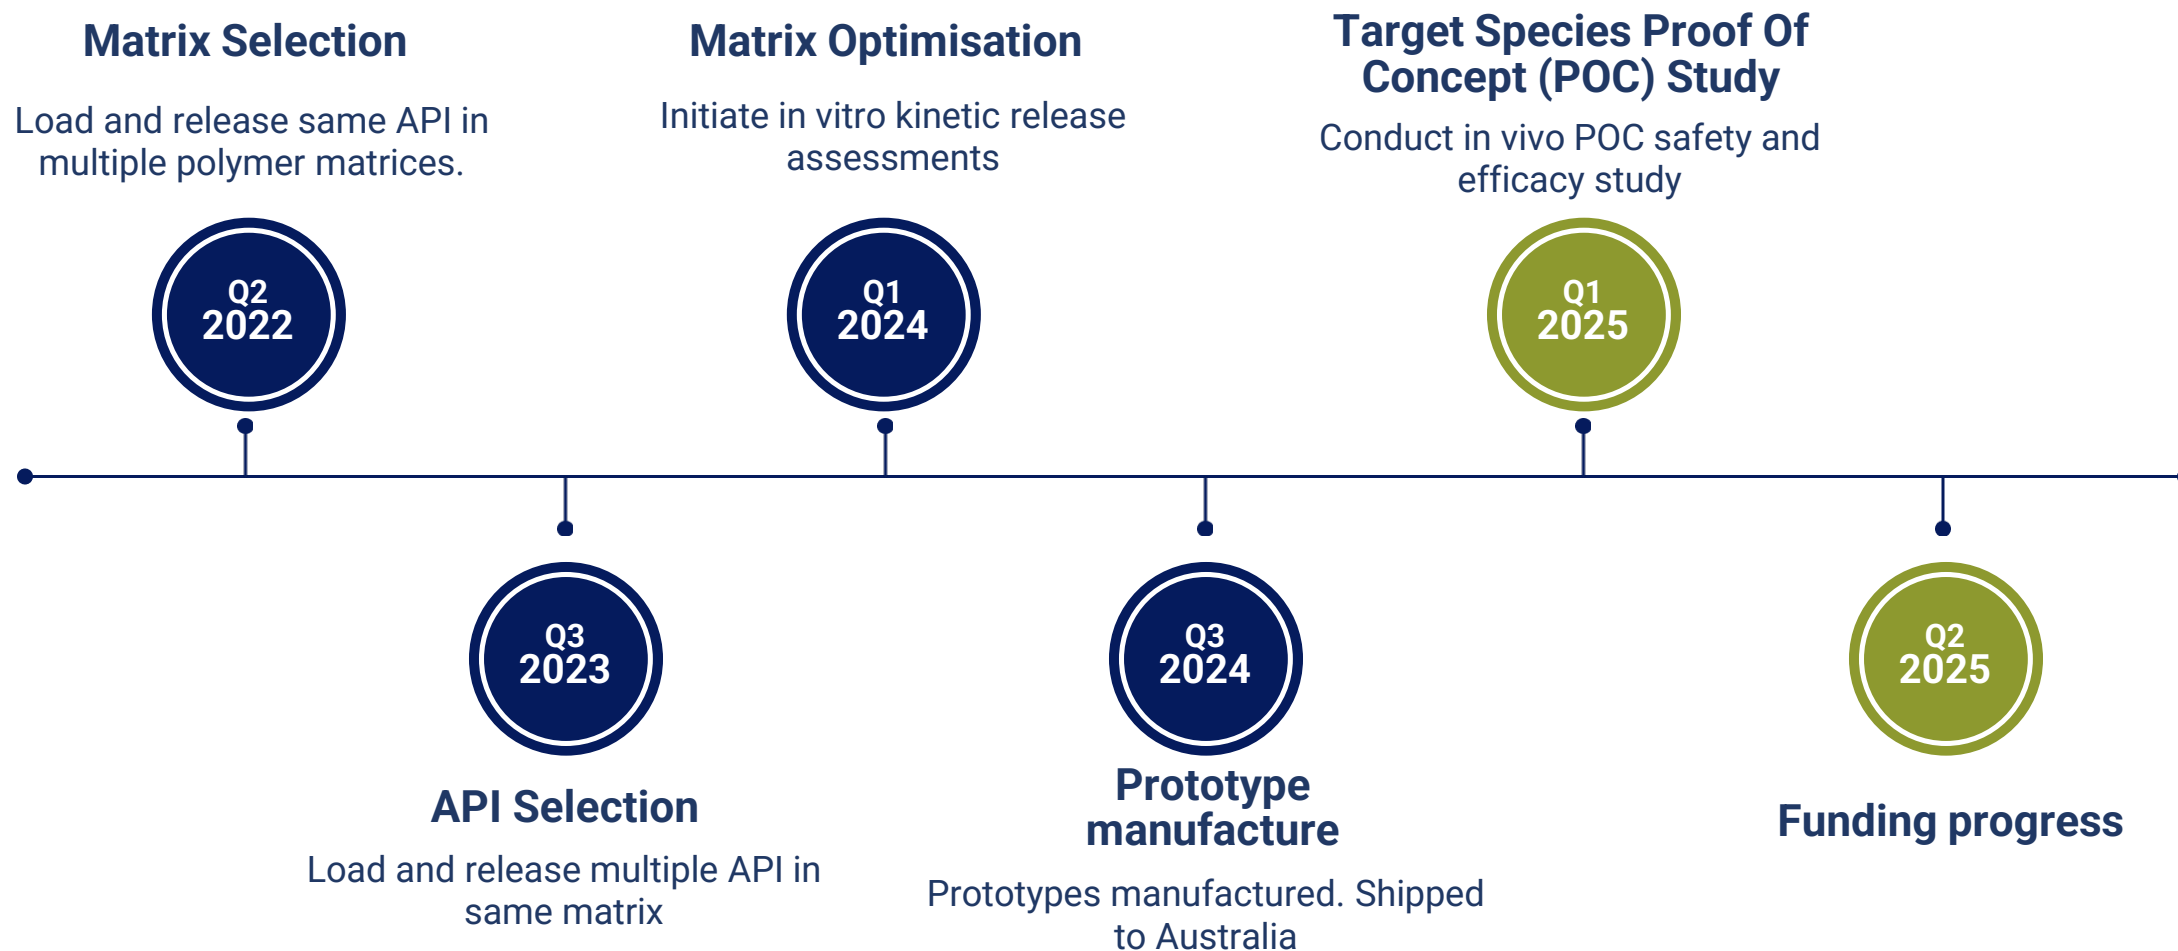 Matrix Selection
Load and release same API in
multiple polymer matrices.
Q2
2022
Matrix Optimisation
Initiate in vitro kinetic release
assessments
Q1
2024
Target Species Proof Of
Concept (POC) Study
Conduct in vivo POC safety and
efficacy study
Q1
2025
Q3
2023
API Selection
Load and release multiple API in
same matrix
Q3
2024
Prototype
manufacture
Prototypes manufactured. Shipped
to Australia
Q2
2025
Funding progress